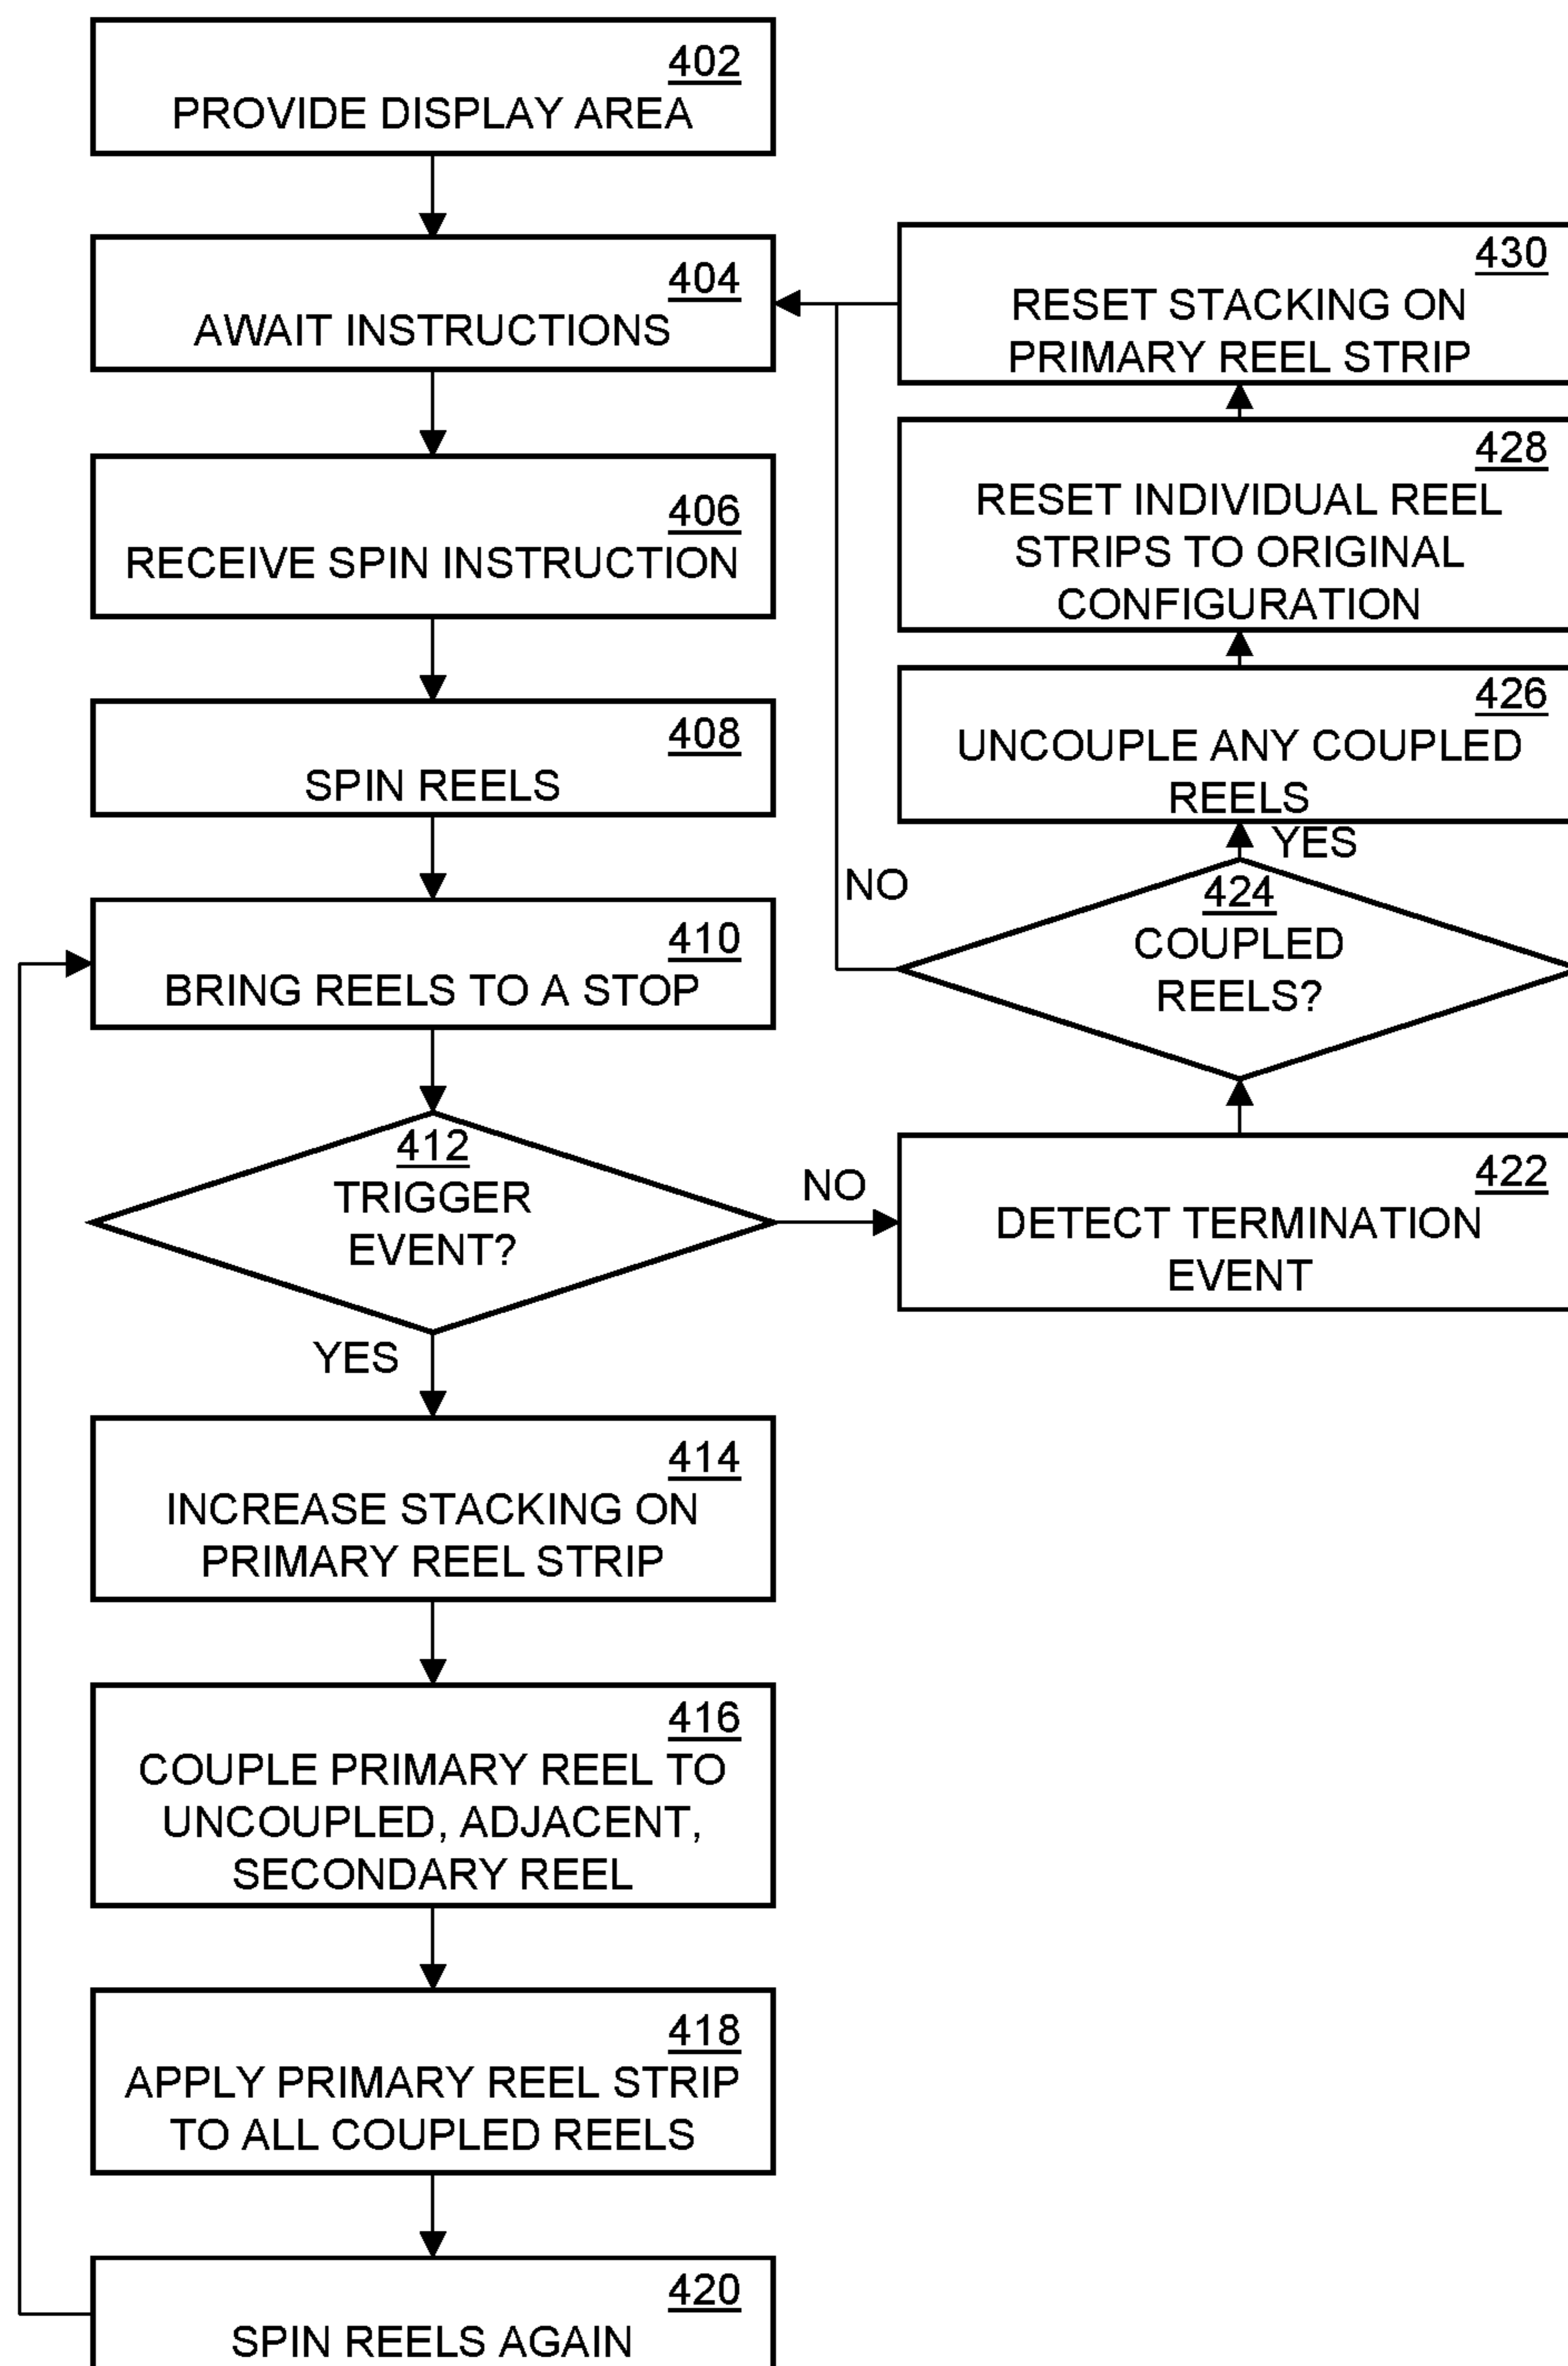 402
PROVIDE DISPLAY AREA
404
AWAIT INSTRUCTIONS
406
RECEIVE SPIN INSTRUCTION
408
SPIN REELS
410
BRING REELS TO A STOP
412
TRIGGER
EVENT?
NO
YES
414
INCREASE STACKING ON
PRIMARY REEL STRIP
416
COUPLE PRIMARY REEL TO
UNCOUPLED, ADJACENT,
SECONDARY REEL
418
APPLY PRIMARY REEL STRIP
TO ALL COUPLED REELS
420
SPIN REELS AGAIN
430
RESET STACKING ON
PRIMARY REEL STRIP
428
RESET INDIVIDUAL REEL
STRIPS TO ORIGINAL
CONFIGURATION
426
UNCOUPLE ANY COUPLED
REELS
YES
NO
424
COUPLED
REELS?
422
DETECT TERMINATION
EVENT